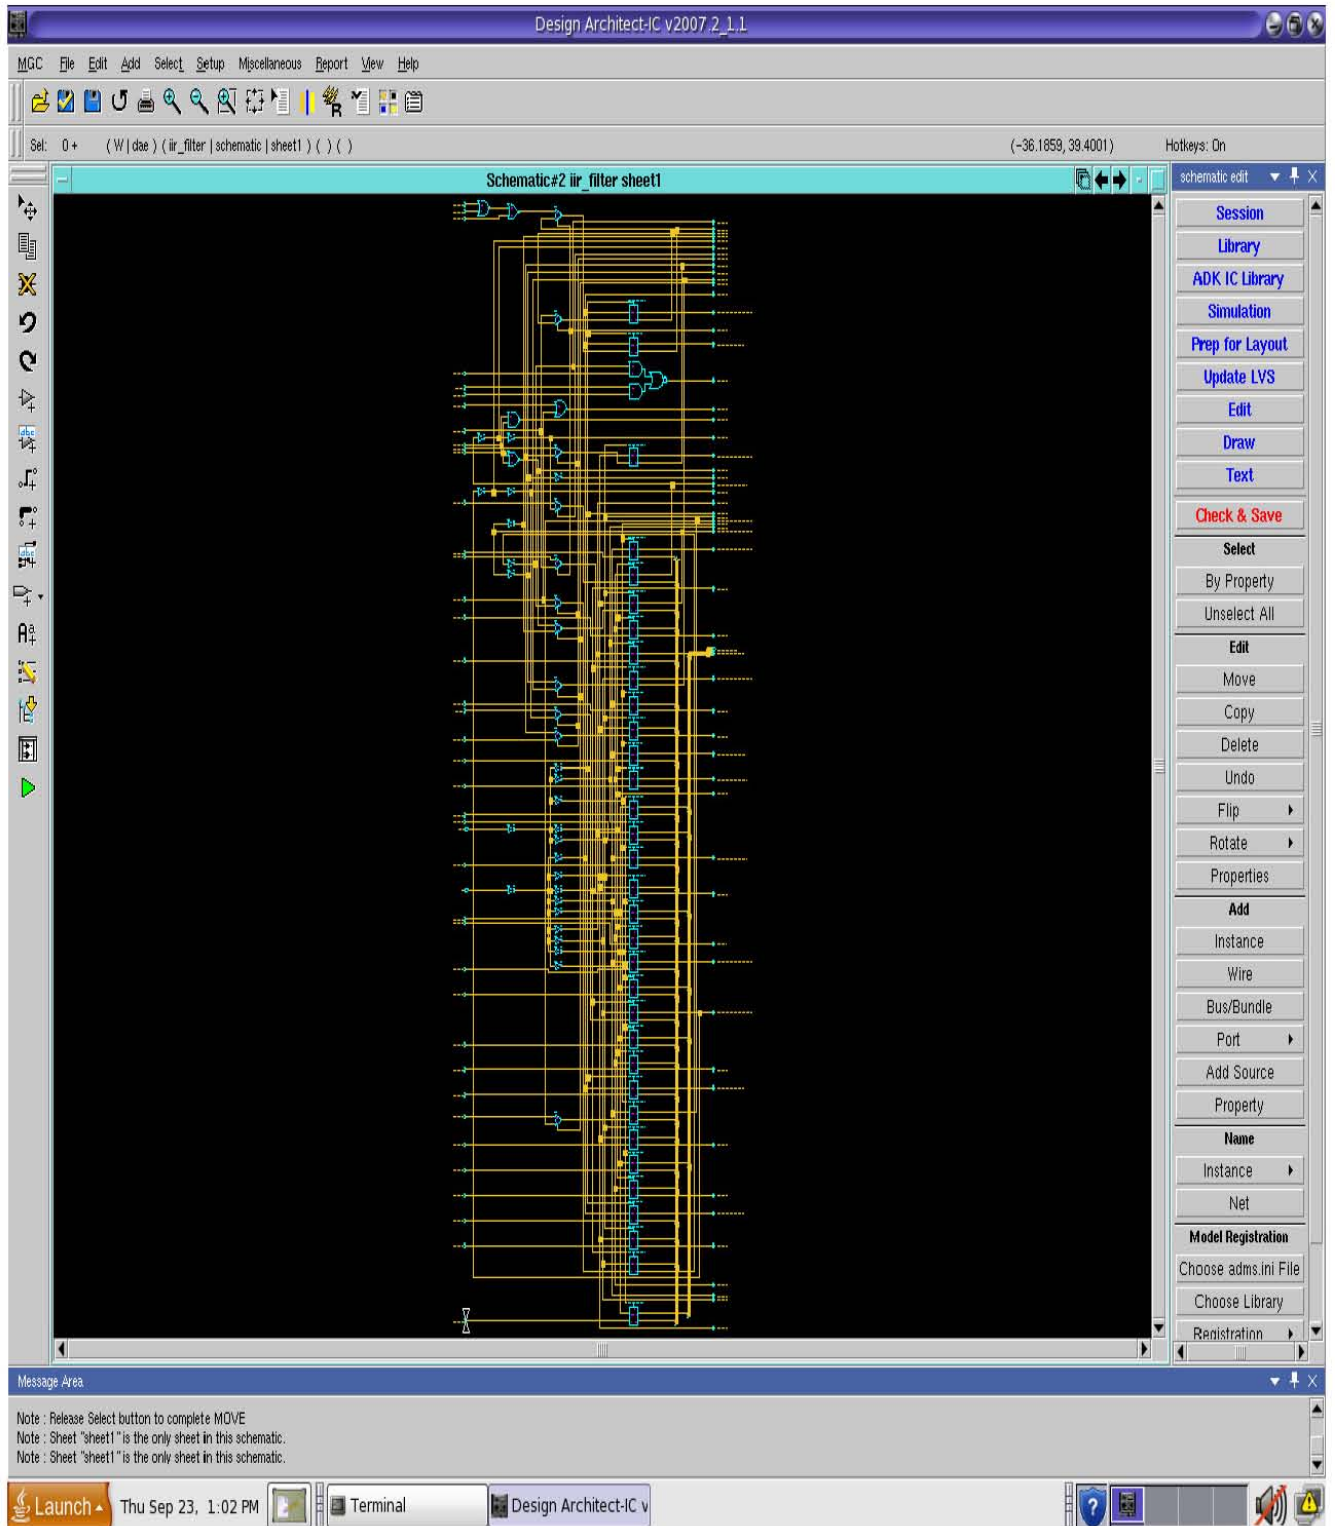 Design Architect-IC v2007.2_1.1
MGC File Edit Add Select Setup Miscellaneous Report View Help
Sel: 0 + ( W | dae ) ( iir_filter | schematic | sheet1 ) ( ) ( ) (-36.1859, 39.4001) Hotkeys: On
Schematic#2 iir_filter sheet1
schematic edit
Session
Library
ADK IC Library
Simulation
Prep for Layout
Update LVS
Edit
Draw
Text
Check & Save
Select
By Property
Unselect All
Edit
Move
Copy
Delete
Undo
Flip
Rotate
Properties
Add
Instance
Wire
Bus/Bundle
Port
Add Source
Property
Name
Instance
Net
Model Registration
Choose adms.ini File
Choose Library
Registration
Message Area
Note : Release Select button to complete MOVE
Note : Sheet "sheet1" is the only sheet in this schematic.
Note : Sheet "sheet1" is the only sheet in this schematic.
Launch Thu Sep 23, 1:02 PM Terminal Design Architect-IC v